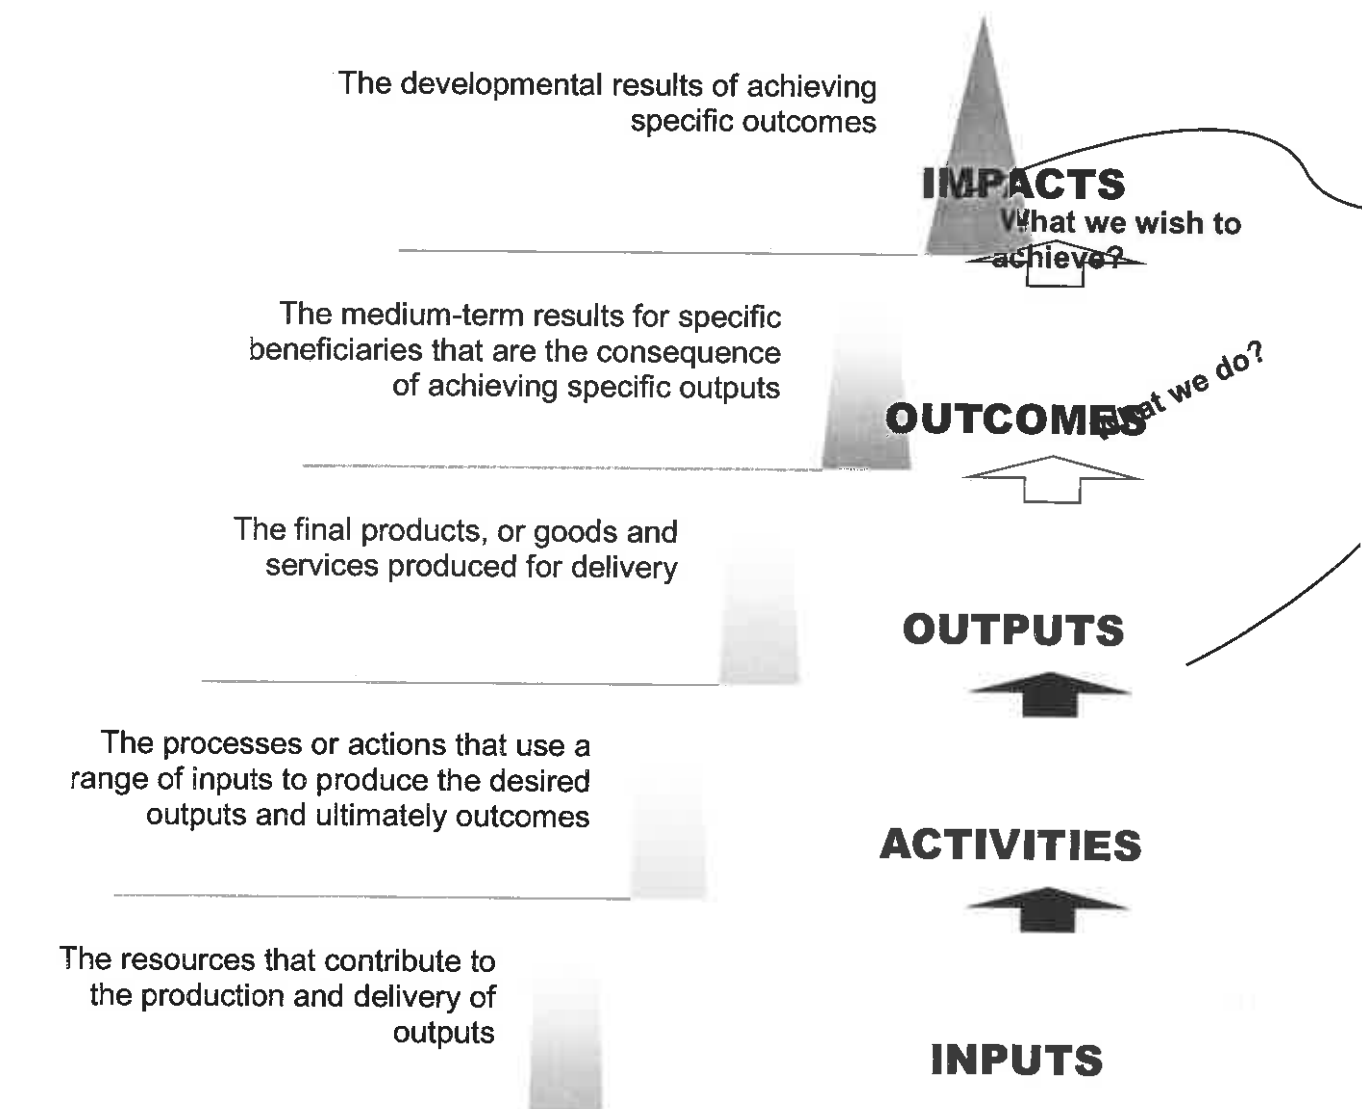 The developmental results of achieving
specific outcomes
IMPACTS
What we wish to
achieve?
The medium-term results for specific
beneficiaries that are the consequence
of achieving specific outputs
OUTCOMES
What we do?
The final products, or goods and
services produced for delivery
OUTPUTS
The processes or actions that use a
range of inputs to produce the desired
outputs and ultimately outcomes
ACTIVITIES
The resources that contribute to
the production and delivery of
outputs
INPUTS